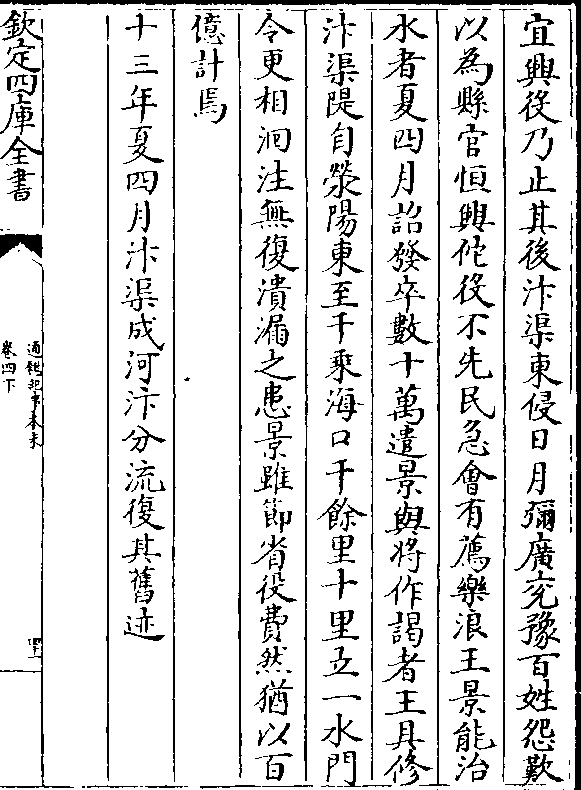 宜興役乃止其後汴渠東侵日月彌廣兗豫百姓怨歎
以為縣官恒興佗役不先民急會有薦樂浪王景能治
水者夏四月詔發卒數十萬遣景與將作謁者王吳修
汴渠隄自滎陽東至千乘海口千餘里十里立一水門
令更相洄注無復潰漏之患景雖節省役費然猶以百
億計焉
十三年夏四月汴渠成河汴分流復其舊迹
欽定四庫全書
通鑑紀事本末
卷四下